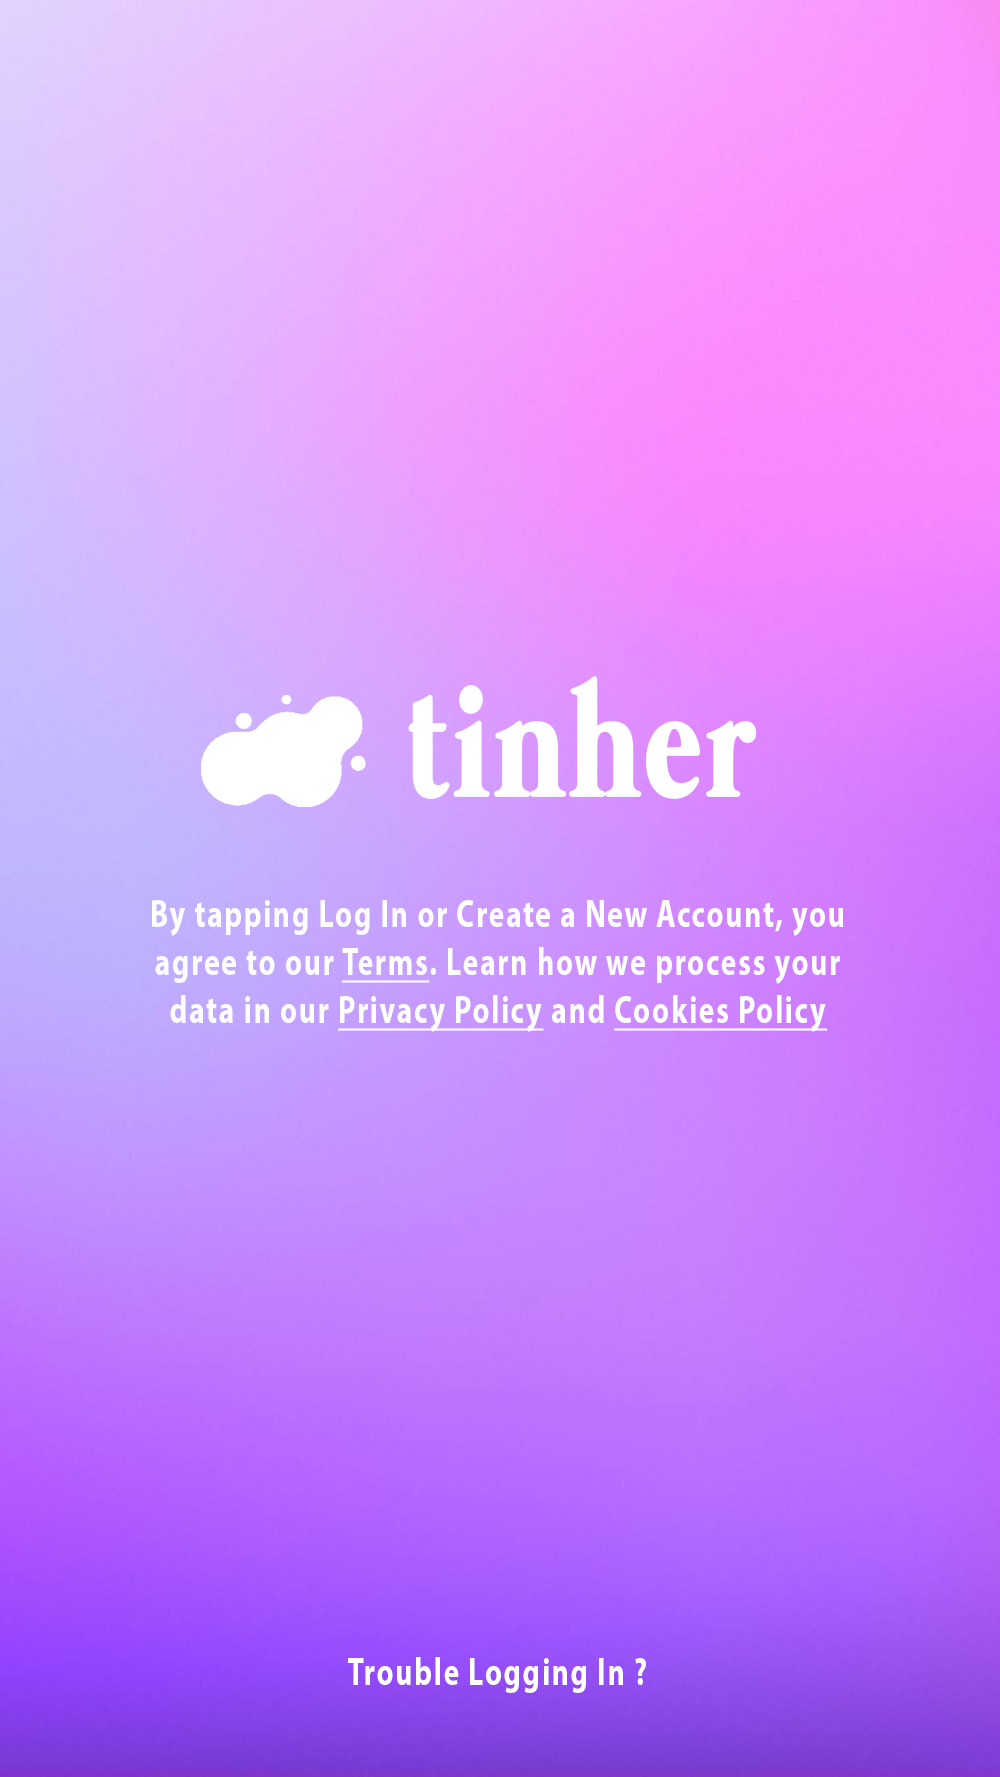 tinher
By tapping Log In or Create a New Account, you
agree to our Terms. Learn how we process your
data in our Privacy Policy and Cookies Policy
Trouble Logging In ?